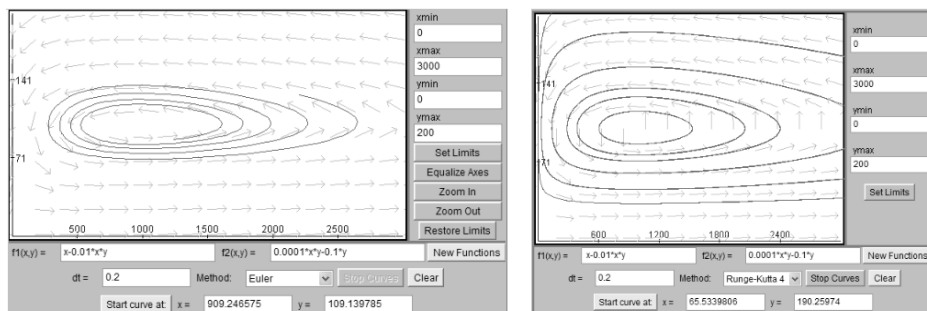 xmin
0
xmax
3000
ymin
0
ymax
200
Set Limits
Equalize Axes
Zoom In
Zoom Out
Restore Limits
141
71
500 1000 1500 2000 2500
f1(x,y) = x-0.01*x*y f2(x,y) = 0.0001*x*y-0.1*y New Functions
dt = 0.2 Method: Euler Stop Curves Clear
Start curve at: x = 909.246575 y = 109.139785
xmin
0
xmax
3000
ymin
0
ymax
200
Set Limits
141
71
600 1200 1800 2400
f1(x,y) = x-0.01*x*y f2(x,y) = 0.0001*x*y-0.1*y New Functions
dt = 0.2 Method: Runge-Kutta 4 Stop Curves Clear
Start curve at: x = 65.5339806 y = 190.25974